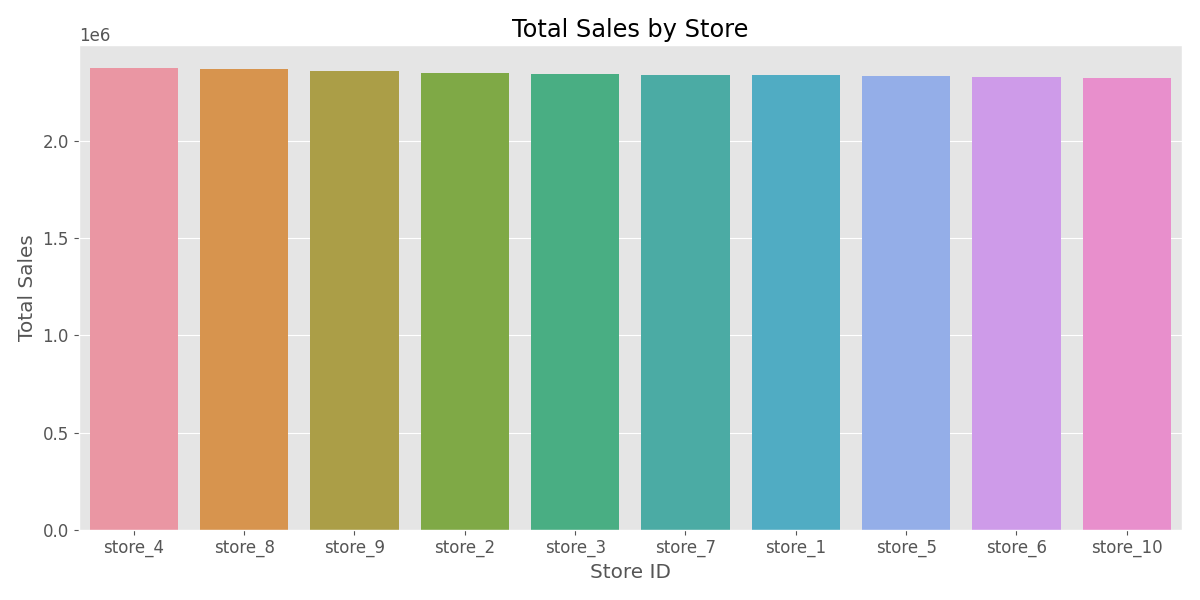 Total Sales by Store
1e6
2.0
1.5
1.0
0.5
0.0
Total Sales
store_4 store_8 store_9 store_2 store_3 store_7 store_1 store_5 store_6 store_10
Store ID